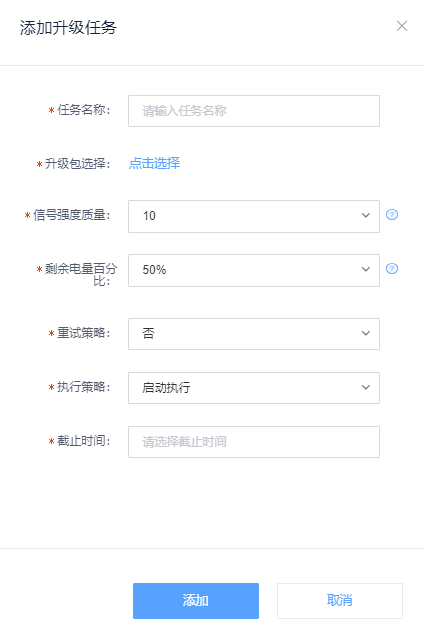 添加升级任务
* 任务名称: 请输入任务名称
* 升级包选择: 点击选择
* 信号强度质量: 10
* 剩余电量百分比: 50%
* 重试策略: 否
* 执行策略: 启动执行
* 截止时间: 请选择截止时间
添加 取消